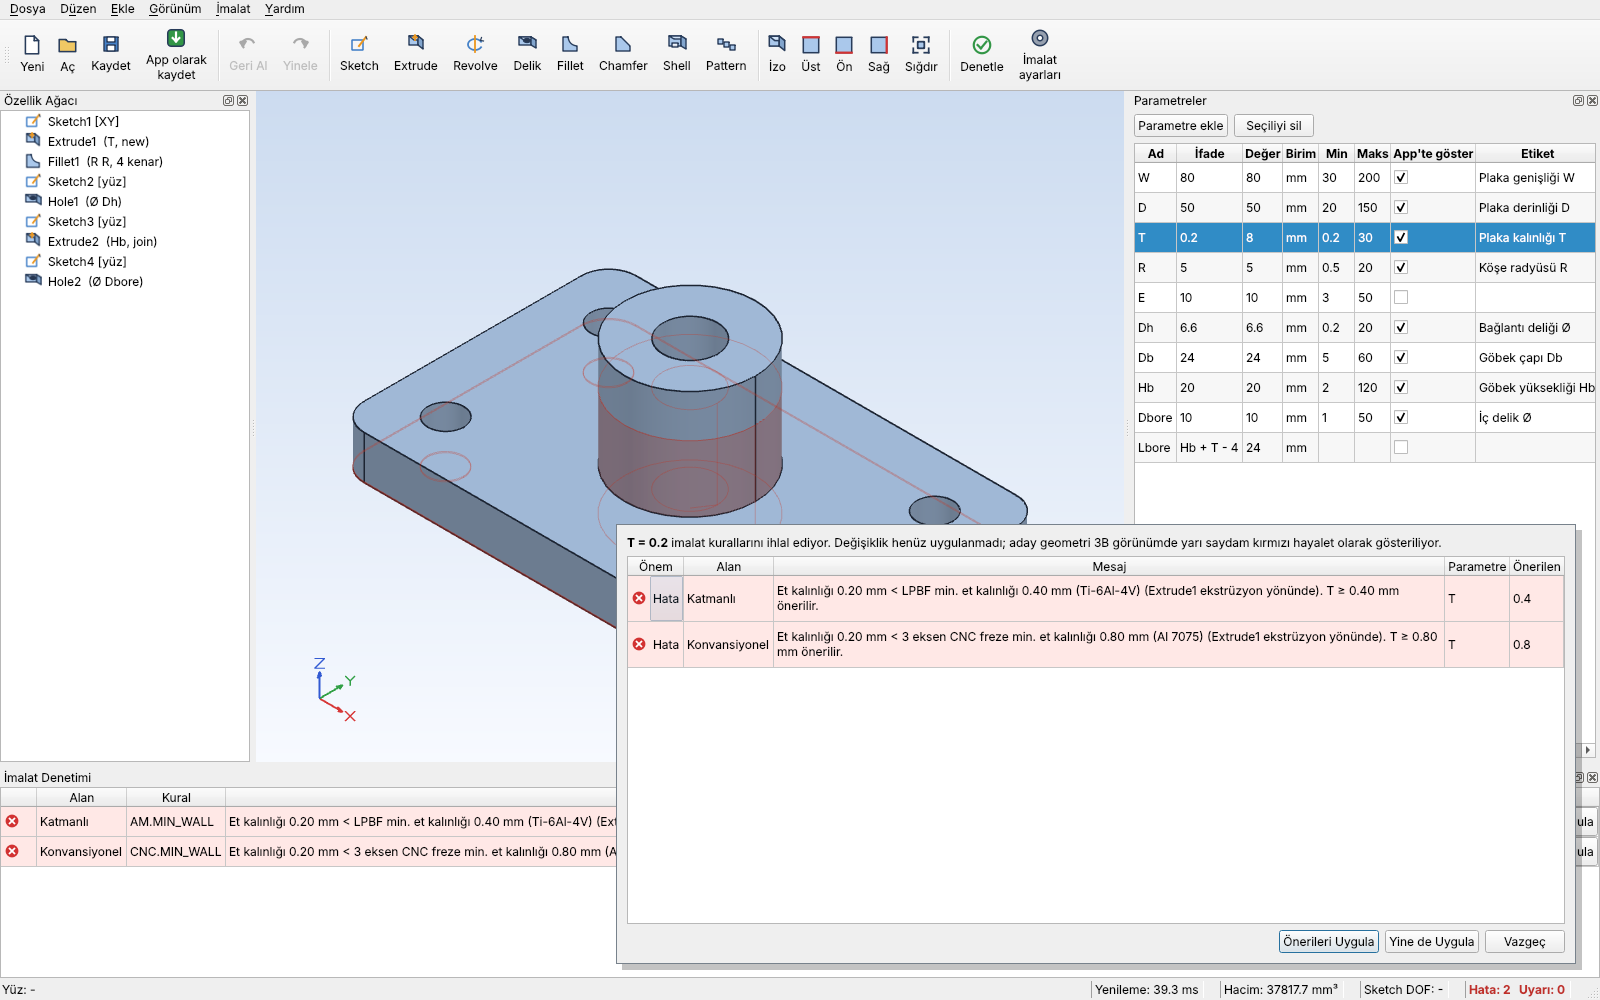 Dosya Düzen Ekle Görünüm İmalat Yardım
Yeni Aç Kaydet App olarak kaydet Geri Al Yinele Sketch Extrude Revolve Delik Fillet Chamfer Shell Pattern İzo Üst Ön Sağ Sığdır Denetle İmalat ayarları
Özellik Ağacı
Sketch1 [XY]
Extrude1 (T, new)
Fillet1 (R R, 4 kenar)
Sketch2 [yüz]
Hole1 (Ø Dh)
Sketch3 [yüz]
Extrude2 (Hb, join)
Sketch4 [yüz]
Hole2 (Ø Dbore)
Z
Y
X
Parametreler
Parametre ekle Seçiliyi sil
Ad İfade Değer Birim Min Maks App'te göster Etiket
W 80 80 mm 30 200 Plaka genişliği W
D 50 50 mm 20 150 Plaka derinliği D
T 0.2 8 mm 0.2 30 Plaka kalınlığı T
R 5 5 mm 0.5 20 Köşe radyüsü R
E 10 10 mm 3 50
Dh 6.6 6.6 mm 0.2 20 Bağlantı deliği Ø
Db 24 24 mm 5 60 Göbek çapı Db
Hb 20 20 mm 2 120 Göbek yüksekliği Hb
Dbore 10 10 mm 1 50 İç delik Ø
Lbore Hb + T - 4 24 mm
T = 0.2 imalat kurallarını ihlal ediyor. Değişiklik henüz uygulanmadı; aday geometri 3B görünümde yarı saydam kırmızı hayalet olarak gösteriliyor.
Önem Alan Mesaj Parametre Önerilen
Hata Katmanlı Et kalınlığı 0.20 mm < LPBF min. et kalınlığı 0.40 mm (Ti-6Al-4V) (Extrude1 ekstrüzyon yönünde). T ≥ 0.40 mm önerilir. T 0.4
Hata Konvansiyonel Et kalınlığı 0.20 mm < 3 eksen CNC freze min. et kalınlığı 0.80 mm (Al 7075) (Extrude1 ekstrüzyon yönünde). T ≥ 0.80 mm önerilir. T 0.8
Önerileri Uygula Yine de Uygula Vazgeç
İmalat Denetimi
Alan Kural
Katmanlı AM.MIN_WALL Et kalınlığı 0.20 mm < LPBF min. et kalınlığı 0.40 mm (Ti-6Al-4V) (Ext ula
Konvansiyonel CNC.MIN_WALL Et kalınlığı 0.20 mm < 3 eksen CNC freze min. et kalınlığı 0.80 mm (A ula
Yüz: - Yenileme: 39.3 ms Hacim: 37817.7 mm³ Sketch DOF: - Hata: 2 Uyarı: 0